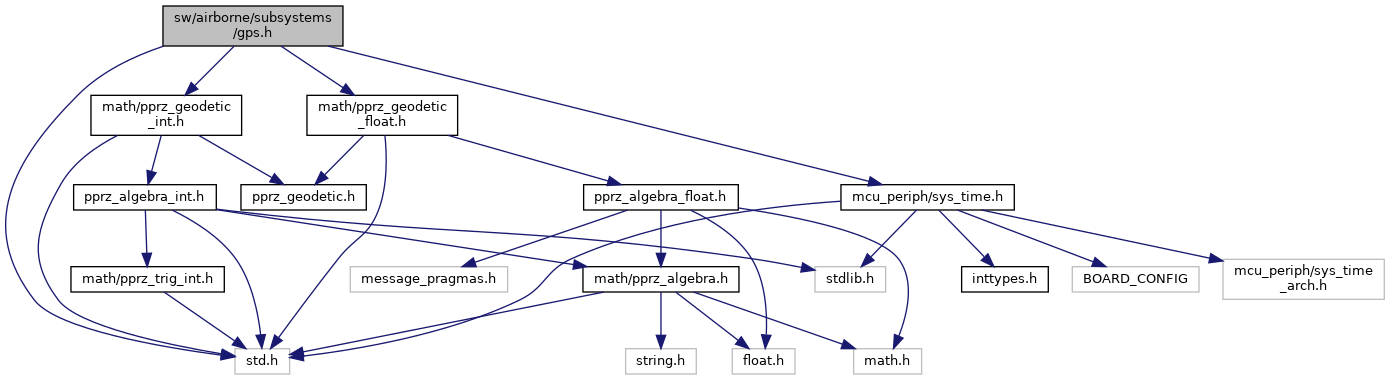 sw/airborne/subsystems
/gps.h
math/pprz_geodetic
_int.h
math/pprz_geodetic
_float.h
pprz_algebra_int.h
pprz_geodetic.h
pprz_algebra_float.h
mcu_periph/sys_time.h
math/pprz_trig_int.h
message_pragmas.h
math/pprz_algebra.h
stdlib.h
inttypes.h
BOARD_CONFIG
mcu_periph/sys_time
_arch.h
std.h
string.h
float.h
math.h